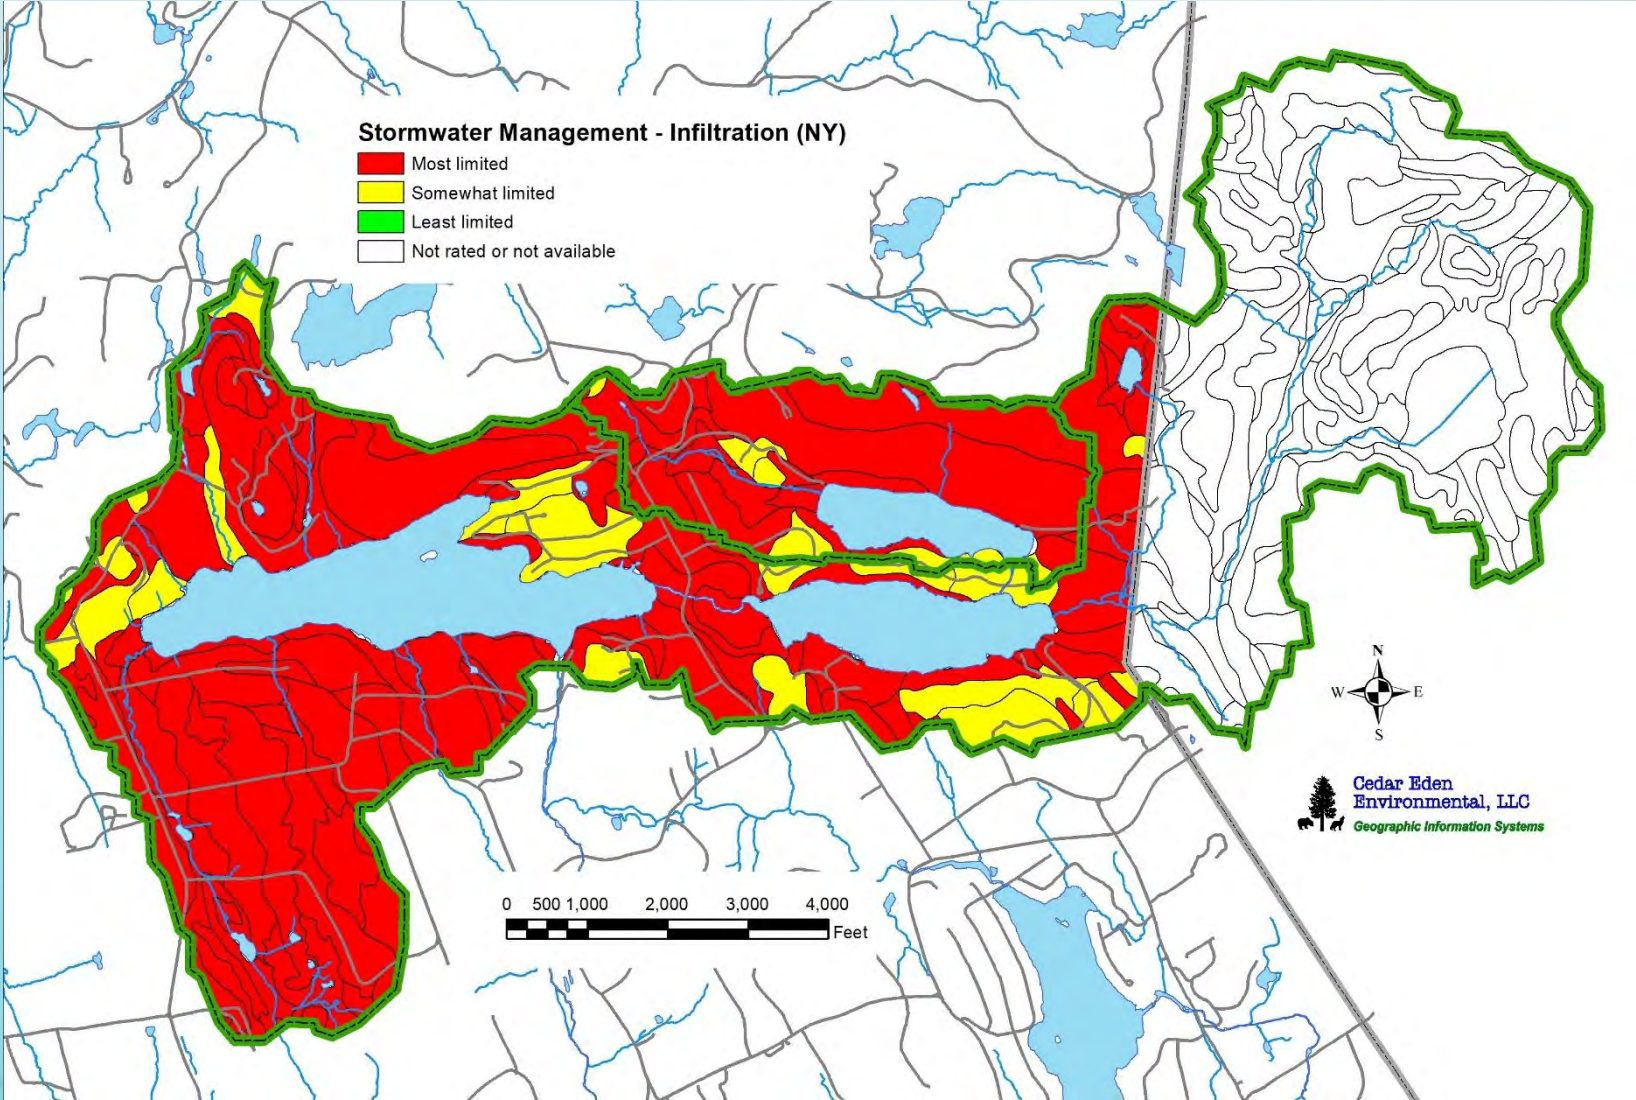 Stormwater Management - Infiltration (NY)
Most limited
Somewhat limited
Least limited
Not rated or not available
N
W E
S
Cedar Eden
Environmental, LLC
Geographic Information Systems
0 500 1,000 2,000 3,000 4,000
Feet